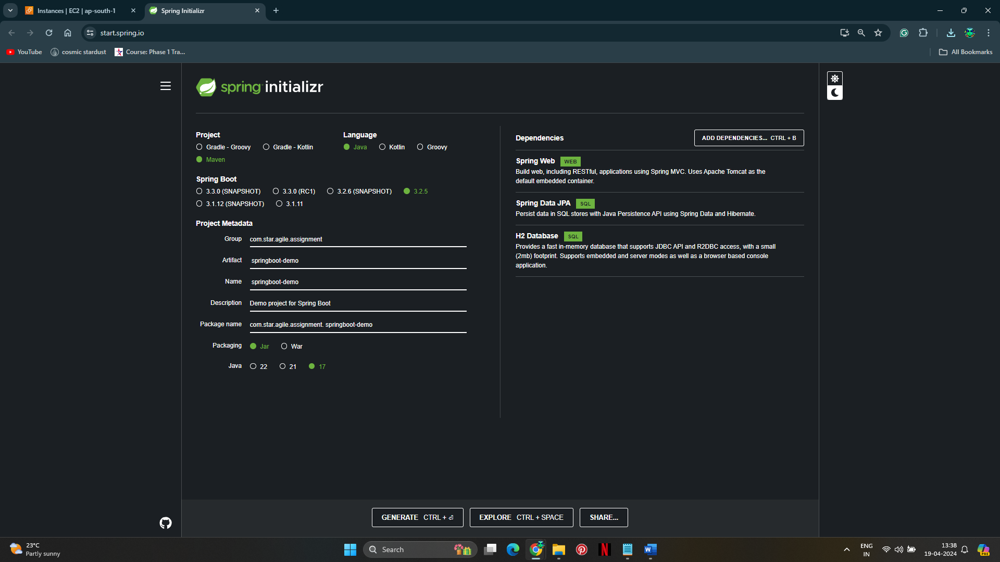 Instances | EC2 | ap-south-1
Spring Initializr
start.spring.io
YouTube
cosmic stardust
Course: Phase 1 Tra...
All Bookmarks
spring initializr
Project
Gradle - Groovy
Gradle - Kotlin
Maven
Language
Java
Kotlin
Groovy
Spring Boot
3.3.0 (SNAPSHOT)
3.3.0 (RC1)
3.2.6 (SNAPSHOT)
3.2.5
3.1.12 (SNAPSHOT)
3.1.11
Project Metadata
Group com.star.agile.assignment
Artifact springboot-demo
Name springboot-demo
Description Demo project for Spring Boot
Package name com.star.agile.assignment. springboot-demo
Packaging Jar War
Java 22 21 17
Dependencies
ADD DEPENDENCIES... CTRL + B
Spring Web WEB
Build web, including RESTful, applications using Spring MVC. Uses Apache Tomcat as the
default embedded container.
Spring Data JPA SQL
Persist data in SQL stores with Java Persistence API using Spring Data and Hibernate.
H2 Database SQL
Provides a fast in-memory database that supports JDBC API and R2DBC access, with a small
(2mb) footprint. Supports embedded and server modes as well as a browser based console
application.
GENERATE CTRL + ⏎
EXPLORE CTRL + SPACE
SHARE...
23°C
Partly sunny
Search
ENG
IN
13:38
19-04-2024
PRE